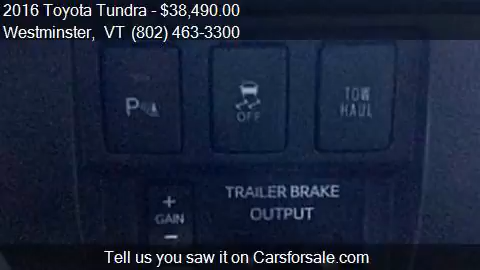 2016 Toyota Tundra - $38,490.00
Westminster, VT (802) 463-3300
P
OFF
TOW
HAUL
+
GAIN
-
TRAILER BRAKE
OUTPUT
Tell us you saw it on Carsforsale.com